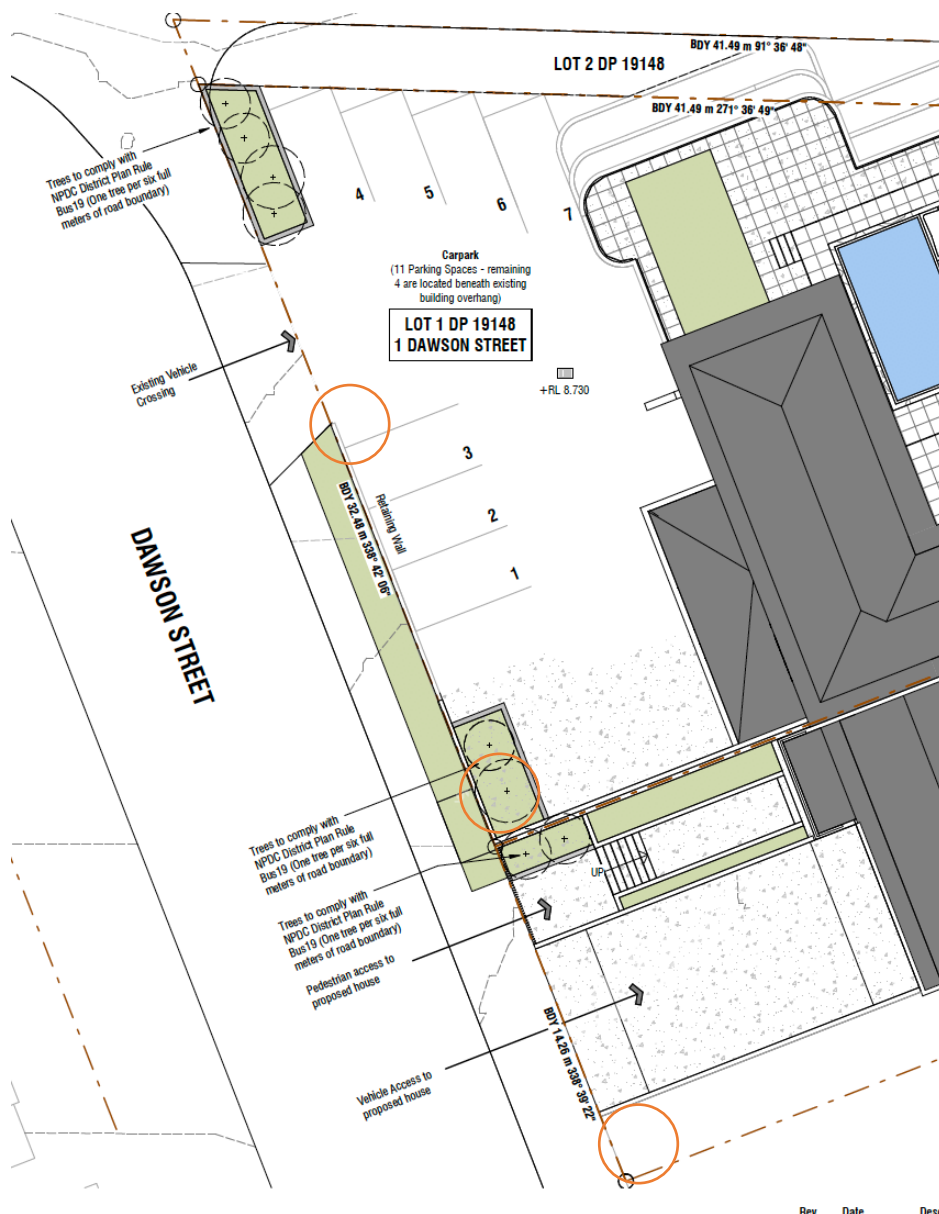 BDY 41.49 m 91° 36' 48"
LOT 2 DP 19148
BDY 41.49 m 271° 36' 49"
Trees to comply with
NPDC District Plan Rule
Bus19 (One tree per six full
meters of road boundary)
4
5
6
7
Carpark
(11 Parking Spaces - remaining
4 are located beneath existing
building overhang)
LOT 1 DP 19148
1 DAWSON STREET
Existing Vehicle
Crossing
+RL 8.730
3
2
1
BDY 32.48 m 338° 42' 06"
Retaining Wall
DAWSON STREET
Trees to comply with
NPDC District Plan Rule
Bus19 (One tree per six full
meters of road boundary)
UP
Trees to comply with
NPDC District Plan Rule
Bus19 (One tree per six full
meters of road boundary)
Pedestrian access to
proposed house
BDY 14.26 m 338° 39' 22"
Vehicle Access to
proposed house
Rev Date